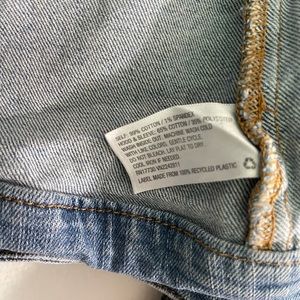 SELF: 99% COTTON / 1% SPANDEX
HOOD & SLEEVE: 65% COTTON / 35% POLYESTER
WASH INSIDE OUT. MACHINE WASH COLD
WITH LIKE COLORS. GENTLE CYCLE.
DO NOT BLEACH. LAY FLAT TO DRY.
COOL IRON IF NEEDED
LABEL MADE FROM 100% RECYCLED PLASTIC